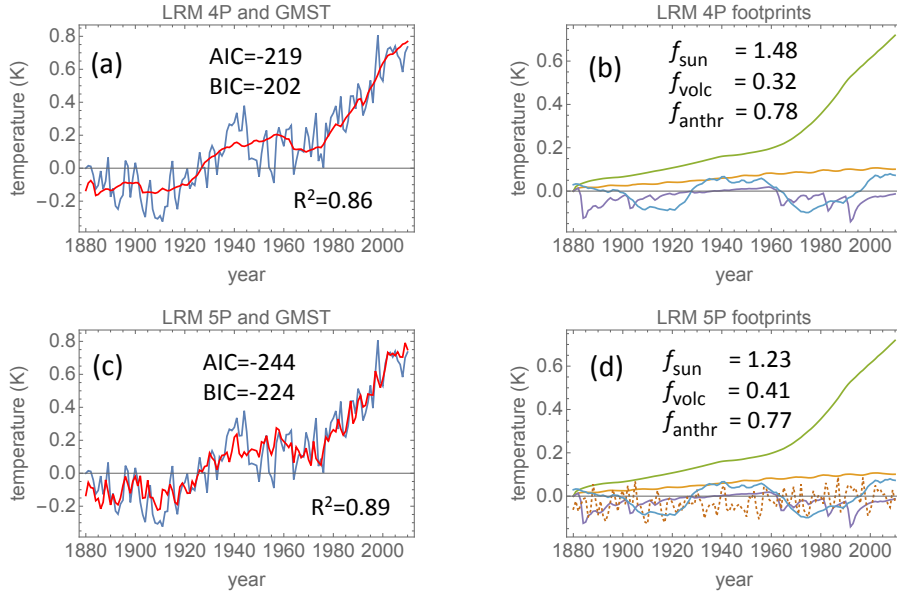 LRM 4P and GMST
(a)
AIC=-219
BIC=-202
R²=0.86
temperature (K)
0.8
0.6
0.4
0.2
0.0
−0.2
1880 1900 1920 1940 1960 1980 2000
year
LRM 4P footprints
(b)
fsun = 1.48
fvolc = 0.32
fanthr = 0.78
temperature (K)
0.6
0.4
0.2
0.0
1880 1900 1920 1940 1960 1980 2000
year
LRM 5P and GMST
(c)
AIC=-244
BIC=-224
R²=0.89
temperature (K)
0.8
0.6
0.4
0.2
0.0
−0.2
1880 1900 1920 1940 1960 1980 2000
year
LRM 5P footprints
(d)
fsun = 1.23
fvolc = 0.41
fanthr = 0.77
temperature (K)
0.6
0.4
0.2
0.0
1880 1900 1920 1940 1960 1980 2000
year